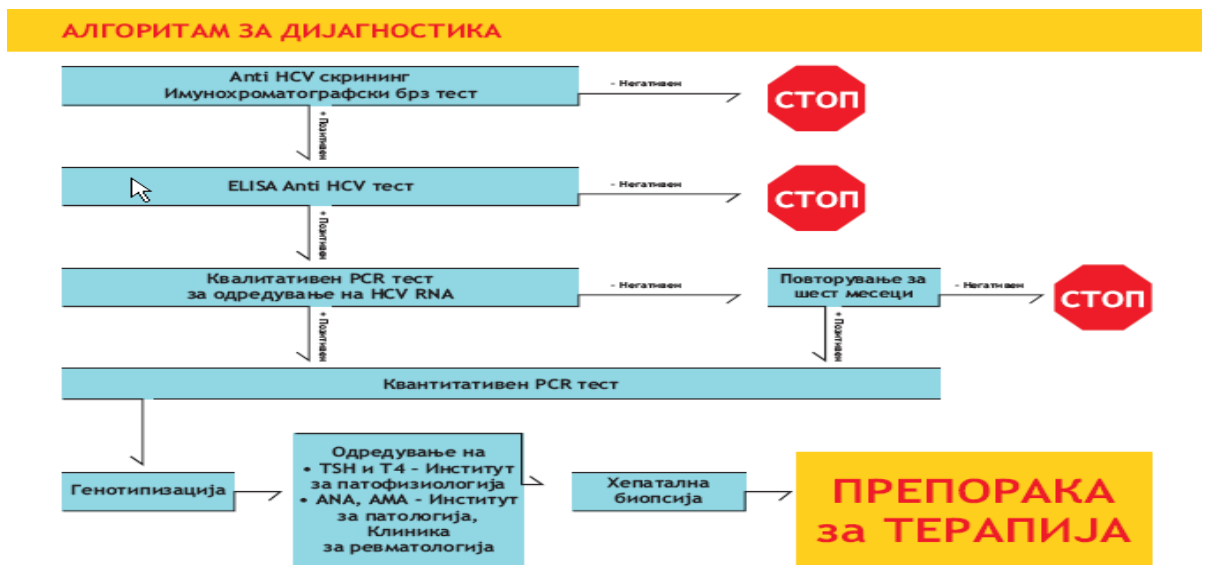 АЛГОРИТАМ ЗА ДИЈАГНОСТИКА
Anti HCV скрининг
Имунохроматографски брз тест
- Негативен
СТОП
+ Позитивен
ELISA Anti HCV тест
- Негативен
СТОП
+ Позитивен
Квалитативен PCR тест
за одредување на HCV RNA
- Негативен
Повторување за
шест месеци
- Негативен
СТОП
+ Позитивен
+ Позитивен
Квантитативен PCR тест
Генотипизација
Одредување на
• TSH и T4 - Институт
за патофизиологија
• ANA, AMA - Институт
за патологија,
Клиника
за ревматологија
Хепатална
биопсија
ПРЕПОРАКА
за ТЕРАПИЈА